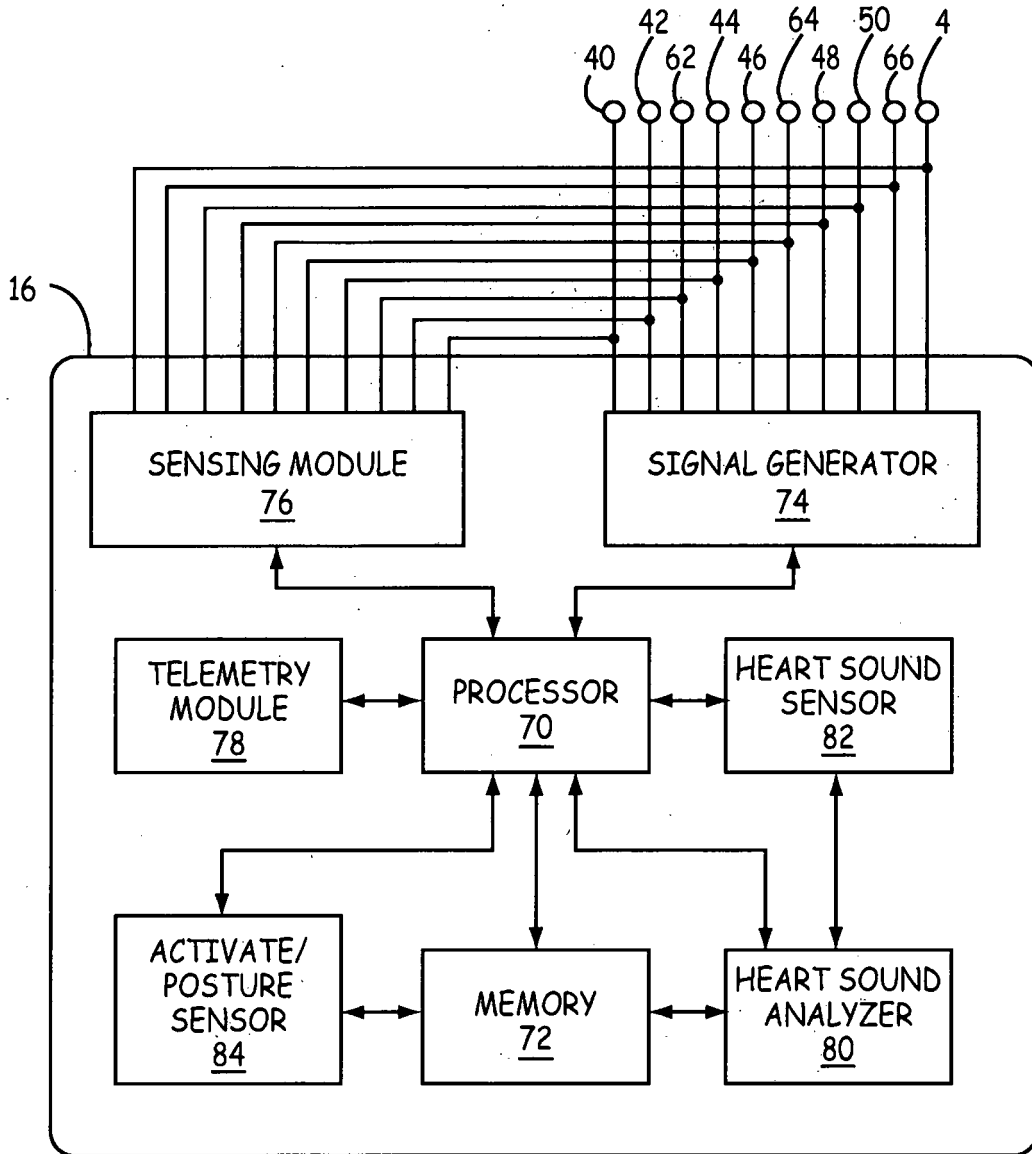 42 44 64 50 4
40 62 46 48 66
16
SENSING MODULE
76
SIGNAL GENERATOR
74
TELEMETRY
MODULE
78
PROCESSOR
70
HEART SOUND
SENSOR
82
ACTIVATE/
POSTURE
SENSOR
84
MEMORY
72
HEART SOUND
ANALYZER
80